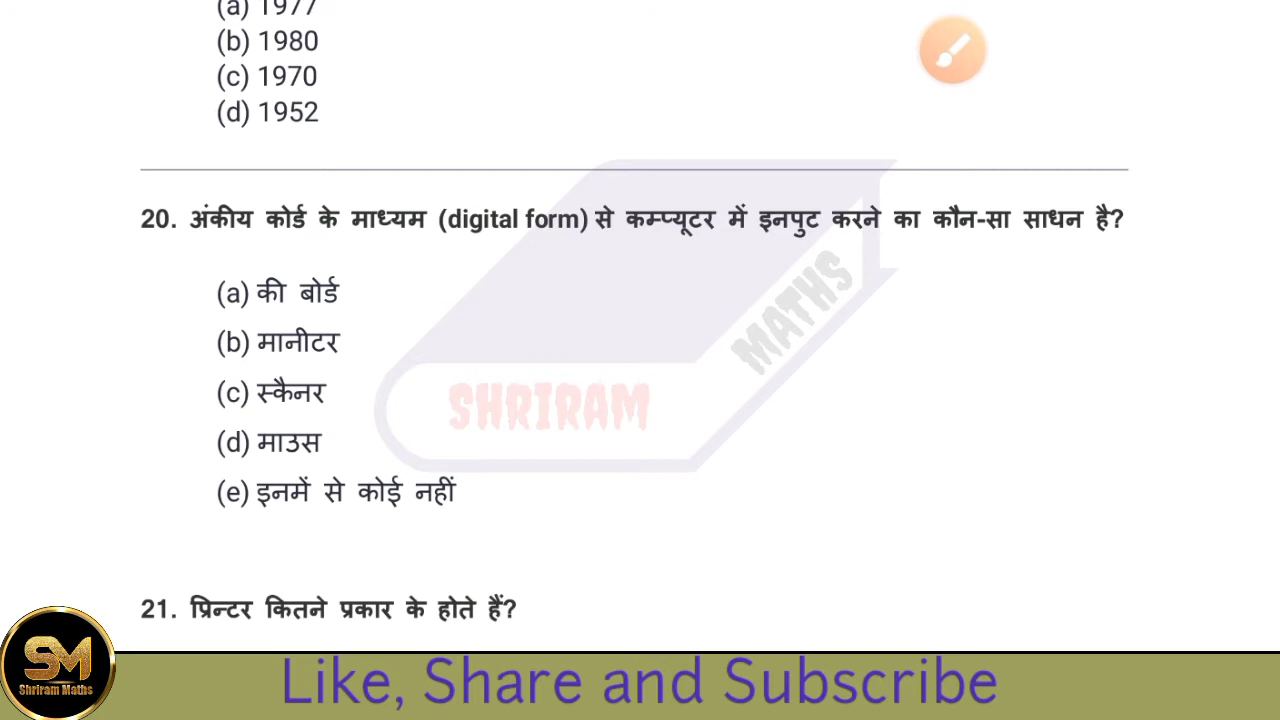 (a) 1977
(b) 1980
(c) 1970
(d) 1952
20. अंकीय कोर्ड के माध्यम (digital form) से कम्प्यूटर में इनपुट करने का कौन-सा साधन है?
(a) की बोर्ड
(b) मानीटर
(c) स्कैनर
(d) माउस
(e) इनमें से कोई नहीं
SHRIRAM
MATHS
21. प्रिन्टर कितने प्रकार के होते हैं?
SM
Shriram Maths
Like, Share and Subscribe